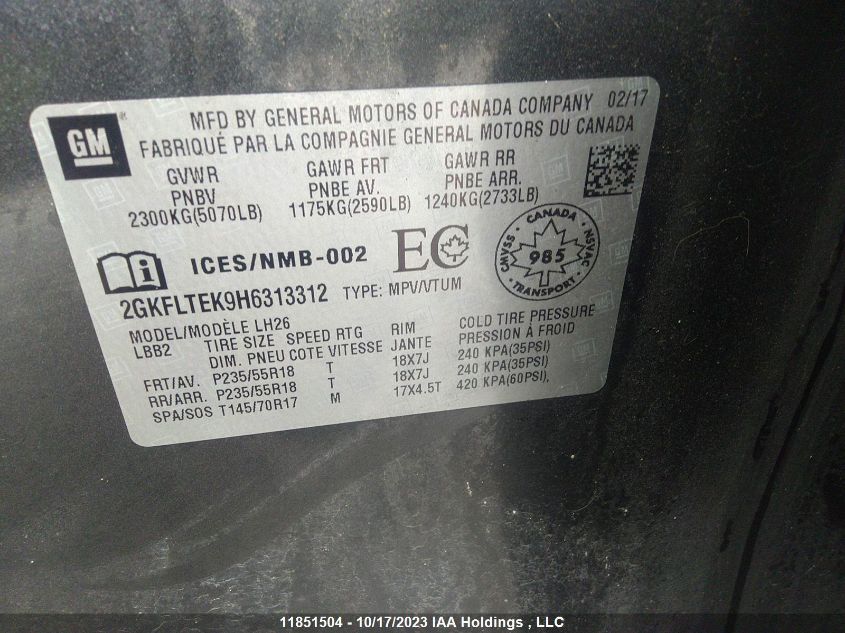 GM
MFD BY GENERAL MOTORS OF CANADA COMPANY 02/17
FABRIQUÉ PAR LA COMPAGNIE GENERAL MOTORS DU CANADA
GVWR GAWR FRT GAWR RR
PNBV PNBE AV. PNBE ARR.
2300KG(5070LB) 1175KG(2590LB) 1240KG(2733LB)
ICES/NMB-002 EC
CANADA
CMVSS 985 NSVAC
TRANSPORT
2GKFLTEK9H6313312 TYPE: MPV/VTUM
MODEL/MODÈLE LH26
LBB2 TIRE SIZE SPEED RTG RIM COLD TIRE PRESSURE
DIM. PNEU COTE VITESSE JANTE PRESSION À FROID
FRT/AV. P235/55R18 T 18X7J 240 KPA(35PSI)
RR/ARR. P235/55R18 T 18X7J 240 KPA(35PSI)
SPA/SOS T145/70R17 M 17X4.5T 420 KPA(60PSI),
11851504 - 10/17/2023 IAA Holdings , LLC